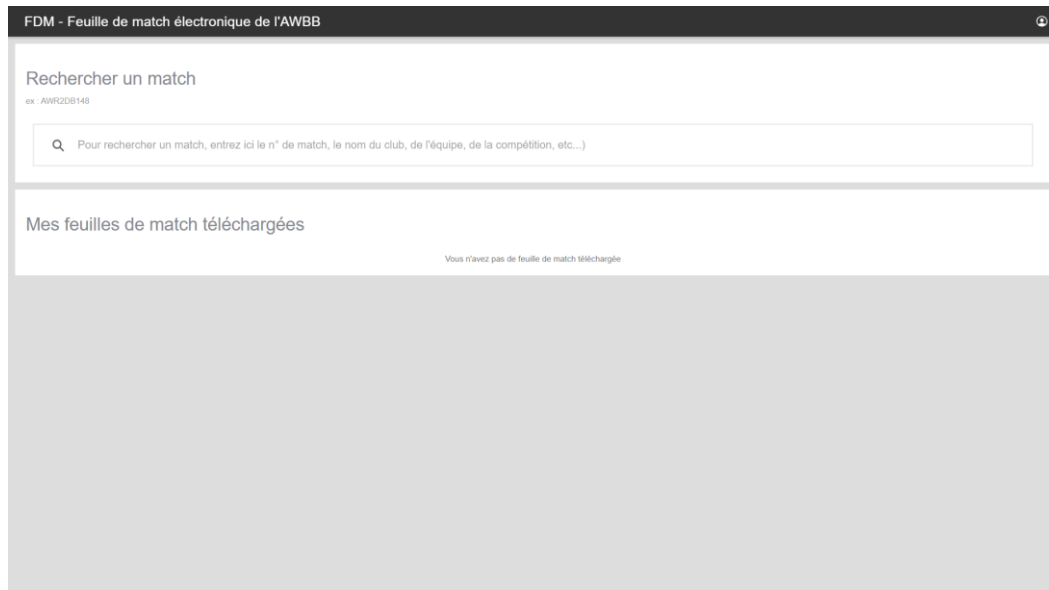 FDM - Feuille de match électronique de l'AWBB
Rechercher un match
ex : AWR2DB148
Pour rechercher un match, entrez ici le n° de match, le nom du club, de l'équipe, de la compétition, etc...)
Mes feuilles de match téléchargées
Vous n'avez pas de feuille de match téléchargée